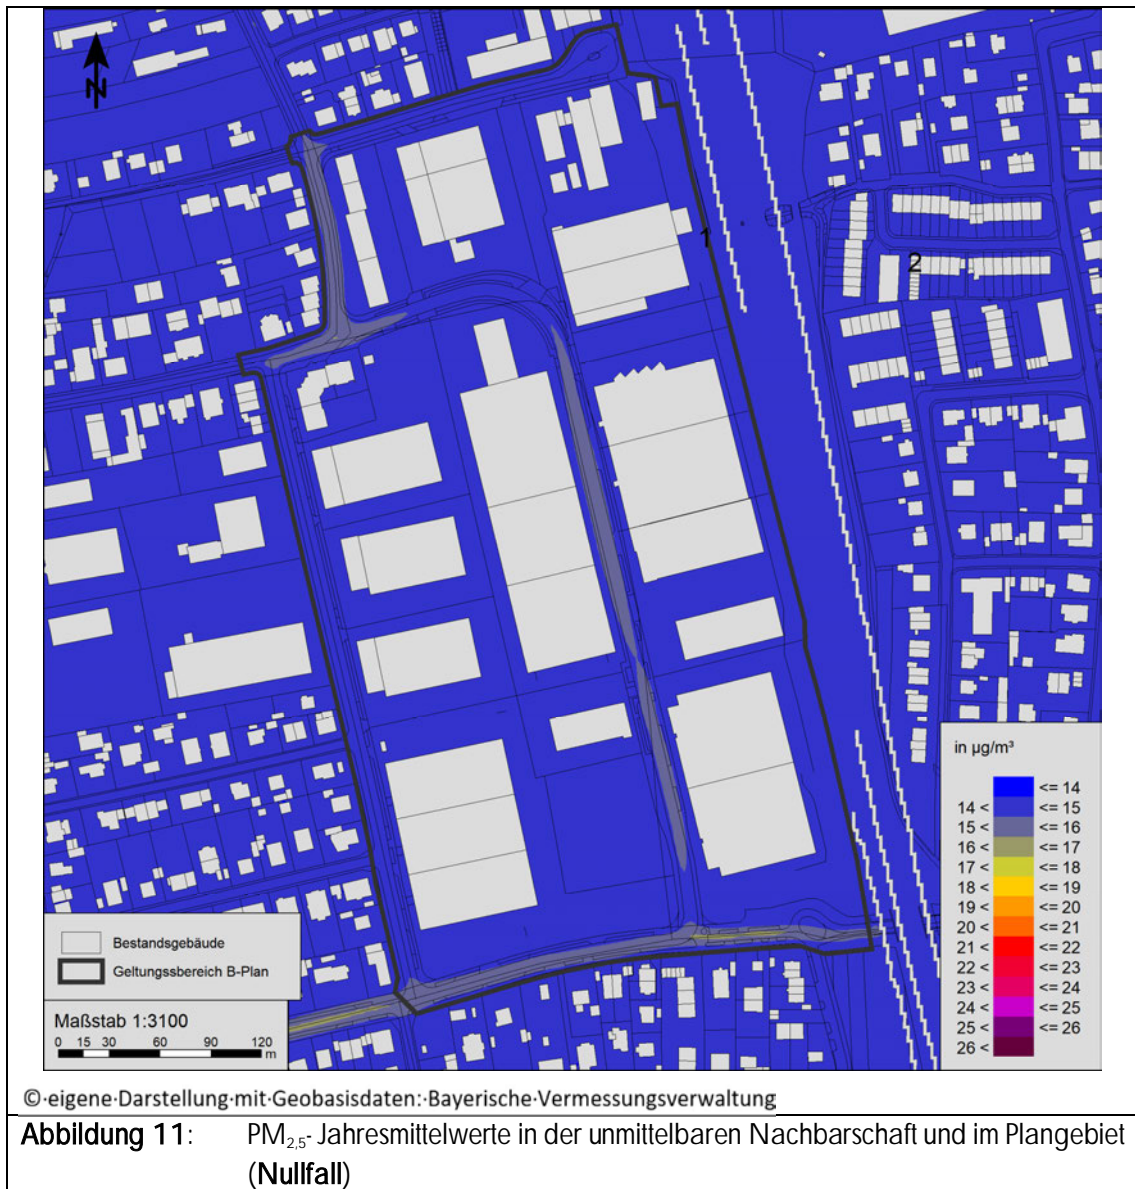 N
1
2
in µg/m³
<= 14
14 < <= 15
15 < <= 16
16 < <= 17
17 < <= 18
18 < <= 19
19 < <= 20
20 < <= 21
21 < <= 22
22 < <= 23
23 < <= 24
24 < <= 25
25 < <= 26
26 <
Bestandsgebäude
Geltungssbereich B-Plan
Maßstab 1:3100
0 15 30 60 90 120
m
©·eigene·Darstellung·mit·Geobasisdaten:·Bayerische·Vermessungsverwaltung
Abbildung 11: PM2,5- Jahresmittelwerte in der unmittelbaren Nachbarschaft und im Plangebiet
(Nullfall)